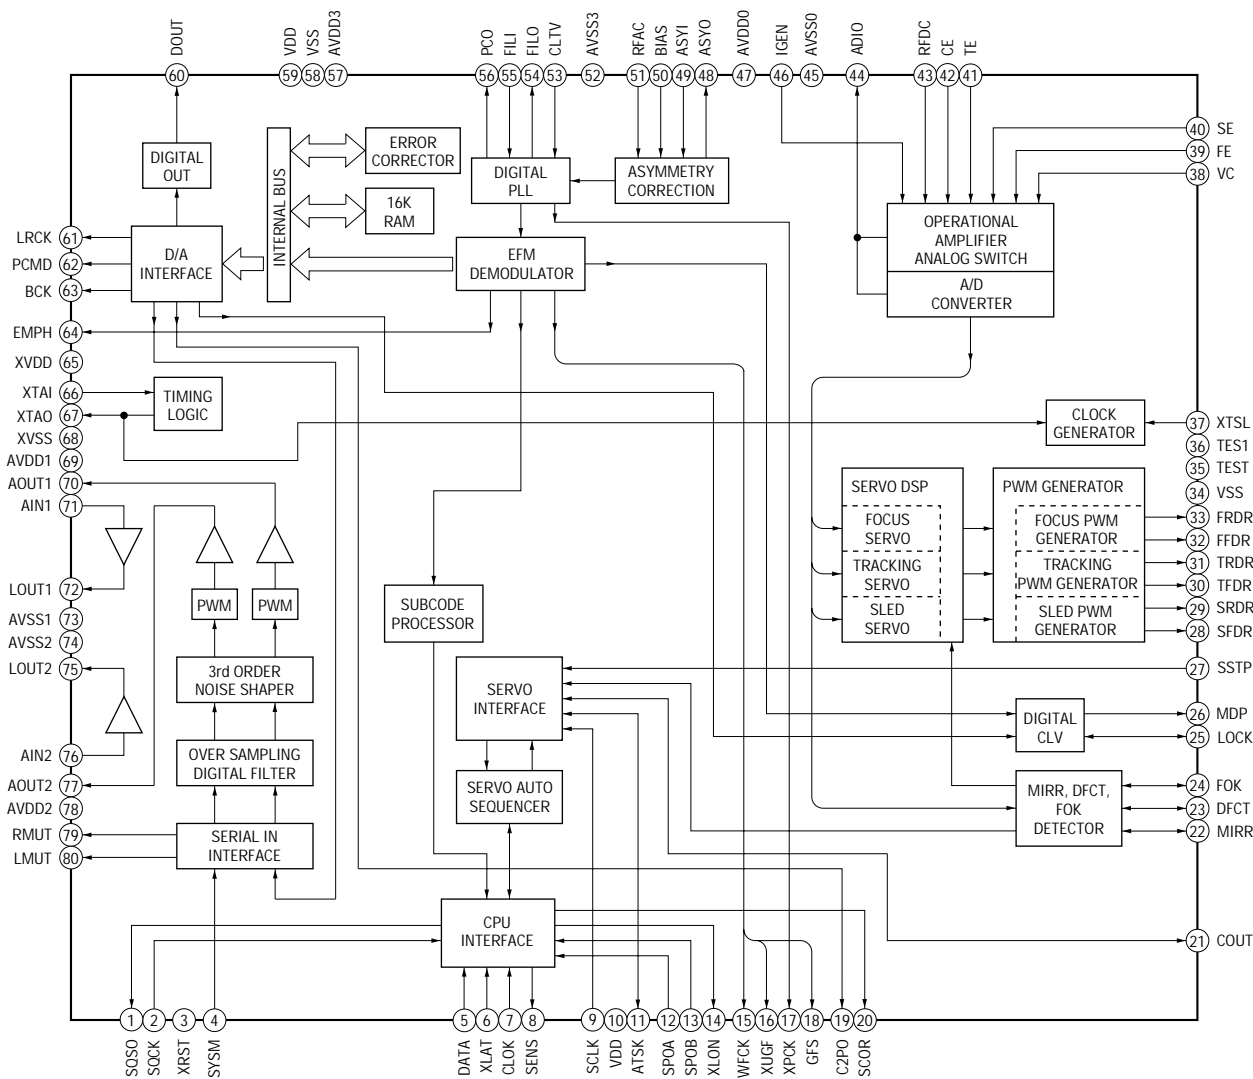 DOUT
VDD
VSS
AVDD3
PCO
FILI
FILO
CLTV
AVSS3
RFAC
BIAS
ASYI
ASYO
AVDD0
IGEN
AVSS0
ADIO
RFDC
CE
TE
60
59
58
57
56
55
54
53
52
51
50
49
48
47
46
45
44
43
42
41
40 SE
39 FE
38 VC
DIGITAL
OUT
INTERNAL BUS
ERROR
CORRECTOR
16K
RAM
DIGITAL
PLL
ASYMMETRY
CORRECTION
OPERATIONAL
AMPLIFIER
ANALOG SWITCH
A/D
CONVERTER
LRCK 61
PCMD 62
BCK 63
D/A
INTERFACE
EFM
DEMODULATOR
EMPH 64
XVDD 65
XTAI 66
XTAO 67
XVSS 68
AVDD1 69
AOUT1 70
AIN1 71
TIMING
LOGIC
CLOCK
GENERATOR
37 XTSL
36 TES1
35 TEST
34 VSS
33 FRDR
32 FFDR
31 TRDR
30 TFDR
29 SRDR
28 SFDR
27 SSTP
26 MDP
25 LOCK
24 FOK
23 DFCT
22 MIRR
21 COUT
SERVO DSP
FOCUS
SERVO
TRACKING
SERVO
SLED
SERVO
PWM GENERATOR
FOCUS PWM
GENERATOR
TRACKING
PWM GENERATOR
SLED PWM
GENERATOR
LOUT1 72
AVSS1 73
AVSS2 74
LOUT2 75
AIN2 76
AOUT2 77
AVDD2 78
RMUT 79
LMUT 80
PWM
PWM
3rd ORDER
NOISE SHAPER
OVER SAMPLING
DIGITAL FILTER
SERIAL IN
INTERFACE
SUBCODE
PROCESSOR
SERVO
INTERFACE
SERVO AUTO
SEQUENCER
CPU
INTERFACE
DIGITAL
CLV
MIRR, DFCT,
FOK
DETECTOR
1
2
3
4
5
6
7
8
9
10
11
12
13
14
15
16
17
18
19
20
SQSO
SQCK
XRST
SYSM
DATA
XLAT
CLOK
SENS
SCLK
VDD
ATSK
SPOA
SPOB
XLON
WFCK
XUGF
XPCK
GFS
C2PO
SCOR